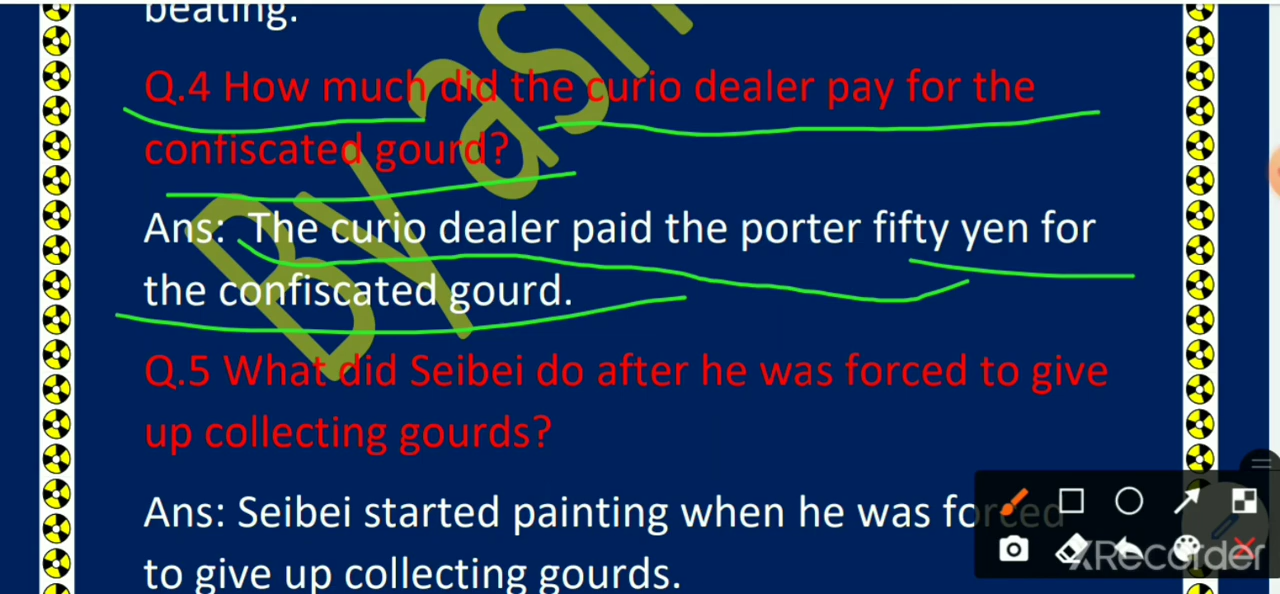 beating.
Q.4 How much did the curio dealer pay for the
confiscated gourd?
Ans: The curio dealer paid the porter fifty yen for
the confiscated gourd.
Q.5 What did Seibei do after he was forced to give
up collecting gourds?
Ans: Seibei started painting when he was forced
to give up collecting gourds.
By
XRecorder